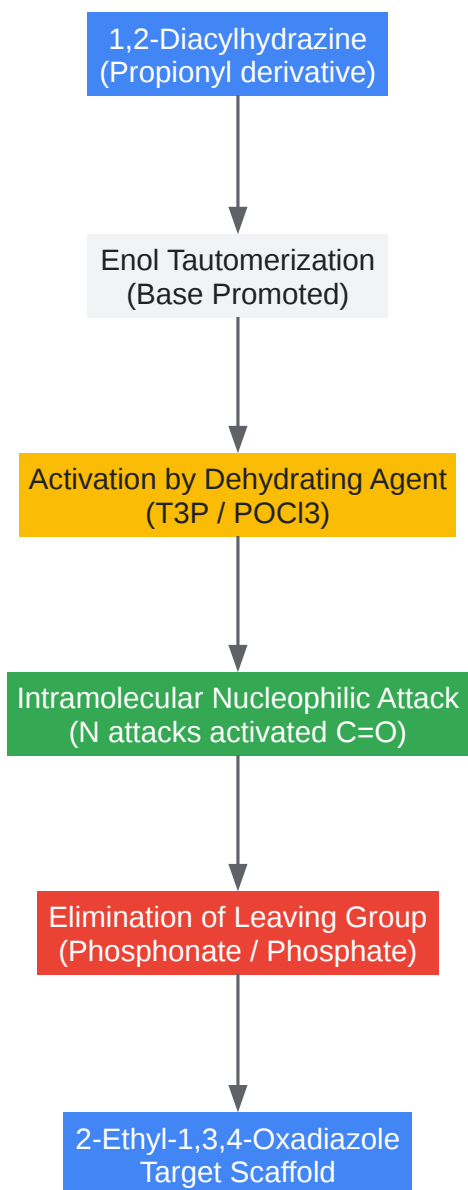 1,2-Diacylhydrazine
(Propionyl derivative)
Enol Tautomerization
(Base Promoted)
Activation by Dehydrating Agent
(T3P / POCl3)
Intramolecular Nucleophilic Attack
(N attacks activated C=O)
Elimination of Leaving Group
(Phosphonate / Phosphate)
2-Ethyl-1,3,4-Oxadiazole
Target Scaffold